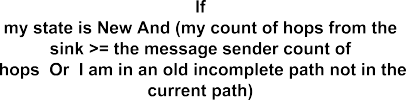 If
my state is New And (my count of hops from the
sink >= the message sender count of
hops Or I am in an old incomplete path not in the
current path)